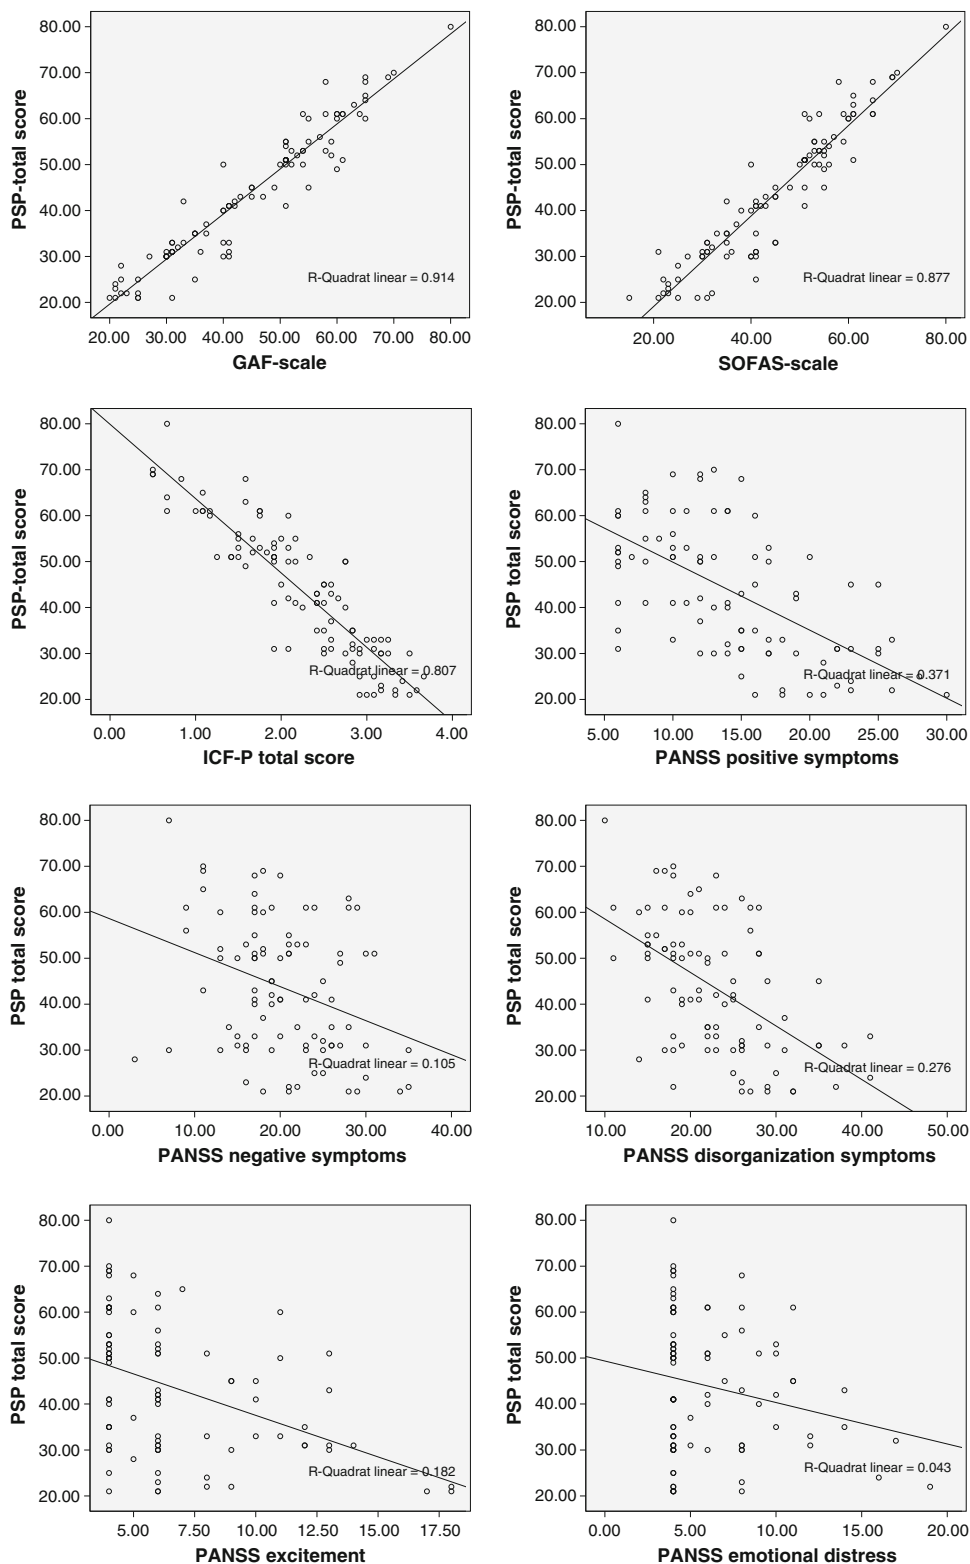 80.00
70.00
60.00
50.00
40.00
30.00
20.00
PSP-total score
R-Quadrat linear = 0.914
20.00 30.00 40.00 50.00 60.00 70.00 80.00
GAF-scale
80.00
70.00
60.00
50.00
40.00
30.00
20.00
PSP-total score
R-Quadrat linear = 0.877
20.00 40.00 60.00 80.00
SOFAS-scale
80.00
70.00
60.00
50.00
40.00
30.00
20.00
PSP-total score
R-Quadrat linear = 0.807
0.00 1.00 2.00 3.00 4.00
ICF-P total score
80.00
70.00
60.00
50.00
40.00
30.00
20.00
PSP total score
R-Quadrat linear = 0.371
5.00 10.00 15.00 20.00 25.00 30.00
PANSS positive symptoms
80.00
70.00
60.00
50.00
40.00
30.00
20.00
PSP total score
R-Quadrat linear = 0.105
0.00 10.00 20.00 30.00 40.00
PANSS negative symptoms
80.00
70.00
60.00
50.00
40.00
30.00
20.00
PSP total score
R-Quadrat linear = 0.276
10.00 20.00 30.00 40.00 50.00
PANSS disorganization symptoms
80.00
70.00
60.00
50.00
40.00
30.00
20.00
PSP total score
R-Quadrat linear = 0.182
5.00 7.50 10.00 12.50 15.00 17.50
PANSS excitement
80.00
70.00
60.00
50.00
40.00
30.00
20.00
PSP total score
R-Quadrat linear = 0.043
0.00 5.00 10.00 15.00 20.00
PANSS emotional distress